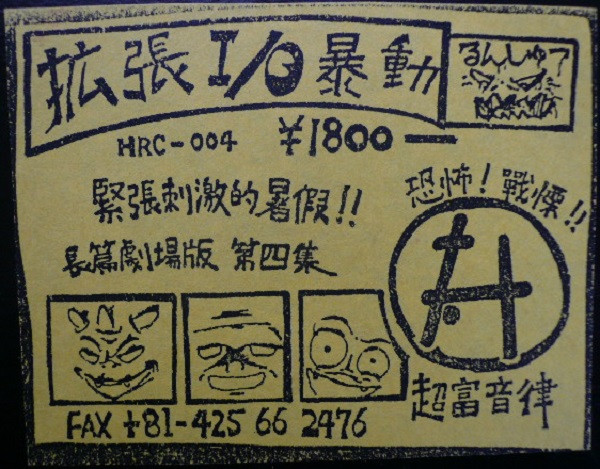 拡張I/O暴動
るんしゅつ
HRC-004 ¥1800—
緊張刺激的暑假!!
恐怖!戰慄!!
長篇劇場版 第四集
超富音律
FAX +81-425 66 2476